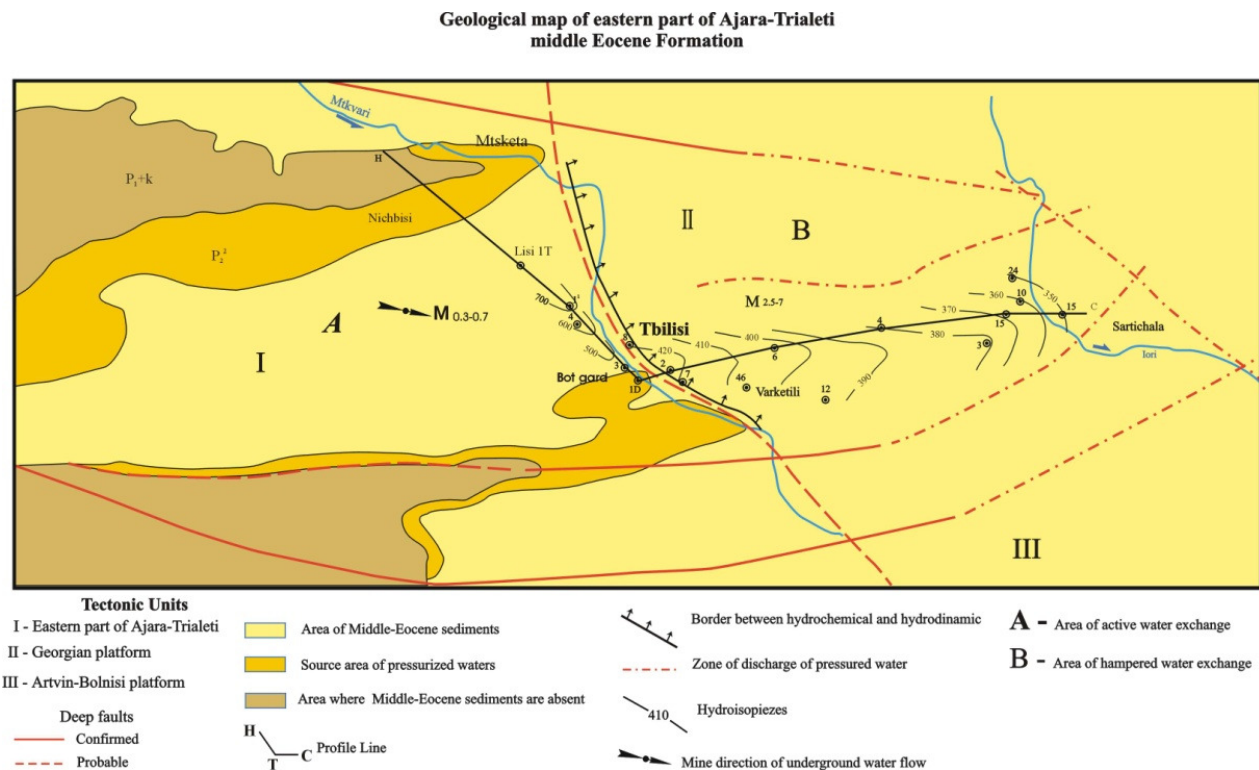 Geological map of eastern part of Ajara-Trialeti
middle Eocene Formation
Mtkvari
Mtsketa
H
P₁+k
II
B
Nichbisi
P₂²
Lisi 1T
24
10
350
360
15
C
M 2.5-7
370
15
Sartichala
700
4
600
A
M 0.3-0.7
Tbilisi
4
400
380
3
Iori
I
500
420
410
6
3
2
Bot gard
1D
7
46
Varketili
12
390
III
Tectonic Units
I - Eastern part of Ajara-Trialeti
II - Georgian platform
III - Artvin-Bolnisi platform
Deep faults
Confirmed
Probable
Area of Middle-Eocene sediments
Source area of pressurized waters
Area where Middle-Eocene sediments are absent
H
T
C
Profile Line
Border between hydrochemical and hydrodinamic
Zone of discharge of pressured water
410
Hydroisopiezes
Mine direction of underground water flow
A - Area of active water exchange
B - Area of hampered water exchange